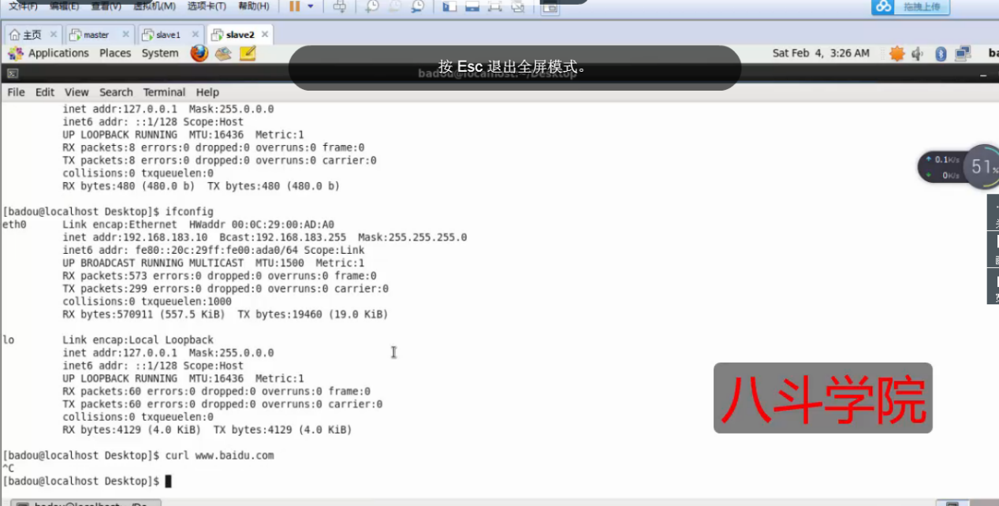 文件(F) 编辑(E) 查看(V) 虚拟机(M) 选项卡(T) 帮助(H) 拖拽上传
主页 × master × slave1 × slave2 ×
Applications Places System Sat Feb 4, 3:26 AM
按 Esc 退出全屏模式。
badou@localhost:~/Desktop
File Edit View Search Terminal Help
inet addr:127.0.0.1 Mask:255.0.0.0
inet6 addr: ::1/128 Scope:Host
UP LOOPBACK RUNNING MTU:16436 Metric:1
RX packets:8 errors:0 dropped:0 overruns:0 frame:0
TX packets:8 errors:0 dropped:0 overruns:0 carrier:0
collisions:0 txqueuelen:0
RX bytes:480 (480.0 b) TX bytes:480 (480.0 b)
0.1K/s
0K/s
51%
[badou@localhost Desktop]$ ifconfig
eth0 Link encap:Ethernet HWaddr 00:0C:29:00:AD:A0
inet addr:192.168.183.10 Bcast:192.168.183.255 Mask:255.255.255.0
inet6 addr: fe80::20c:29ff:fe00:ada0/64 Scope:Link
UP BROADCAST RUNNING MULTICAST MTU:1500 Metric:1
RX packets:573 errors:0 dropped:0 overruns:0 frame:0
TX packets:299 errors:0 dropped:0 overruns:0 carrier:0
collisions:0 txqueuelen:1000
RX bytes:570911 (557.5 KiB) TX bytes:19460 (19.0 KiB)
lo Link encap:Local Loopback
inet addr:127.0.0.1 Mask:255.0.0.0
inet6 addr: ::1/128 Scope:Host
UP LOOPBACK RUNNING MTU:16436 Metric:1
RX packets:60 errors:0 dropped:0 overruns:0 frame:0
TX packets:60 errors:0 dropped:0 overruns:0 carrier:0
collisions:0 txqueuelen:0
RX bytes:4129 (4.0 KiB) TX bytes:4129 (4.0 KiB)
八斗学院
[badou@localhost Desktop]$ curl www.baidu.com
^C
[badou@localhost Desktop]$